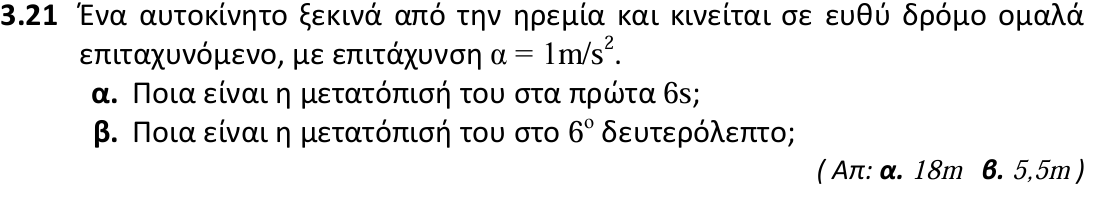 3.21 Ένα αυτοκίνητο ξεκινά από την ηρεμία και κινείται σε ευθύ δρόμο ομαλά
επιταχυνόμενο, με επιτάχυνση α = 1m/s².
α. Ποια είναι η μετατόπισή του στα πρώτα 6s;
β. Ποια είναι η μετατόπισή του στο 6º δευτερόλεπτο;
( Απ: α. 18m β. 5,5m )